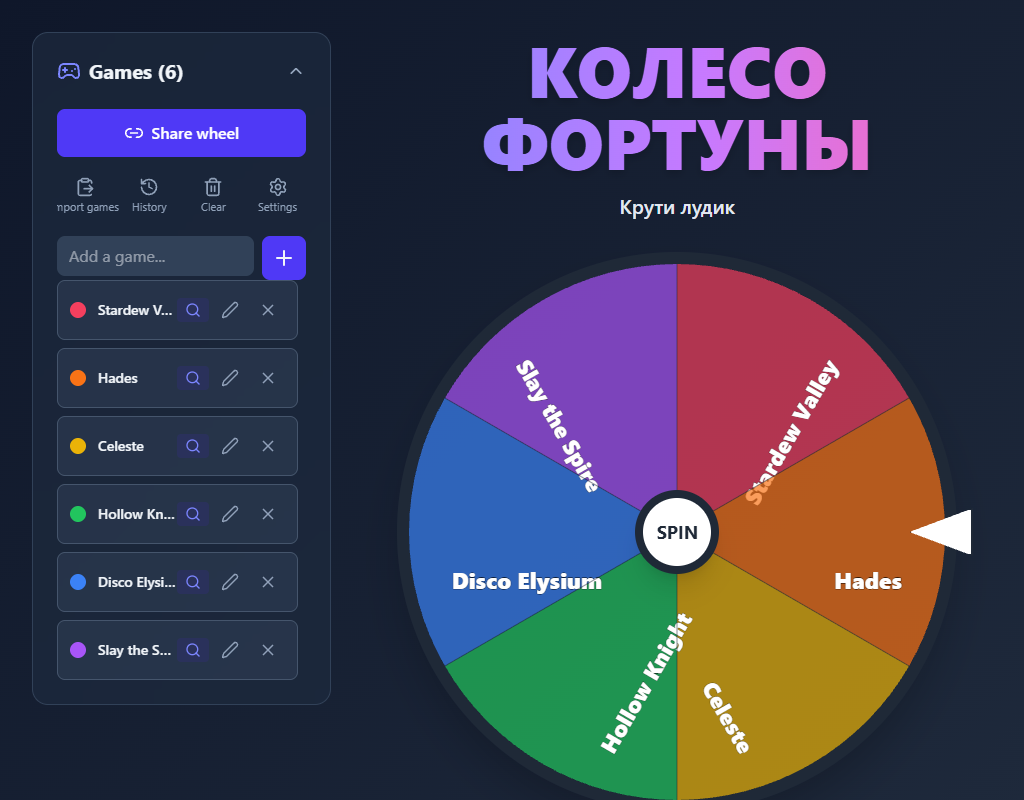 Games (6)
Share wheel
mport games
History
Clear
Settings
Add a game...
Stardew V...
Hades
Celeste
Hollow Kn...
Disco Elysi...
Slay the S...
КОЛЕСО
ФОРТУНЫ
Крути лудик
Slay the Spire
Stardew Valley
SPIN
Disco Elysium
Hades
Hollow Knight
Celeste